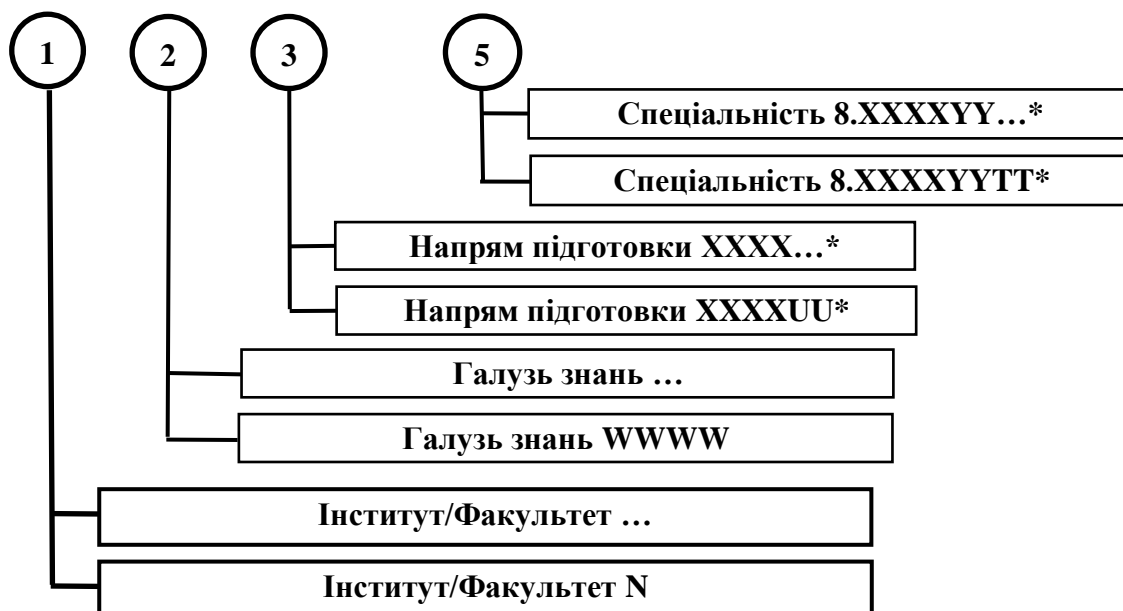 1 2 3 5
Спеціальність 8.XXXXYY…*
Спеціальність 8.XXXXYYTT*
Напрям підготовки XXXX…*
Напрям підготовки XXXXUU*
Галузь знань …
Галузь знань WWWW
Інститут/Факультет …
Інститут/Факультет N